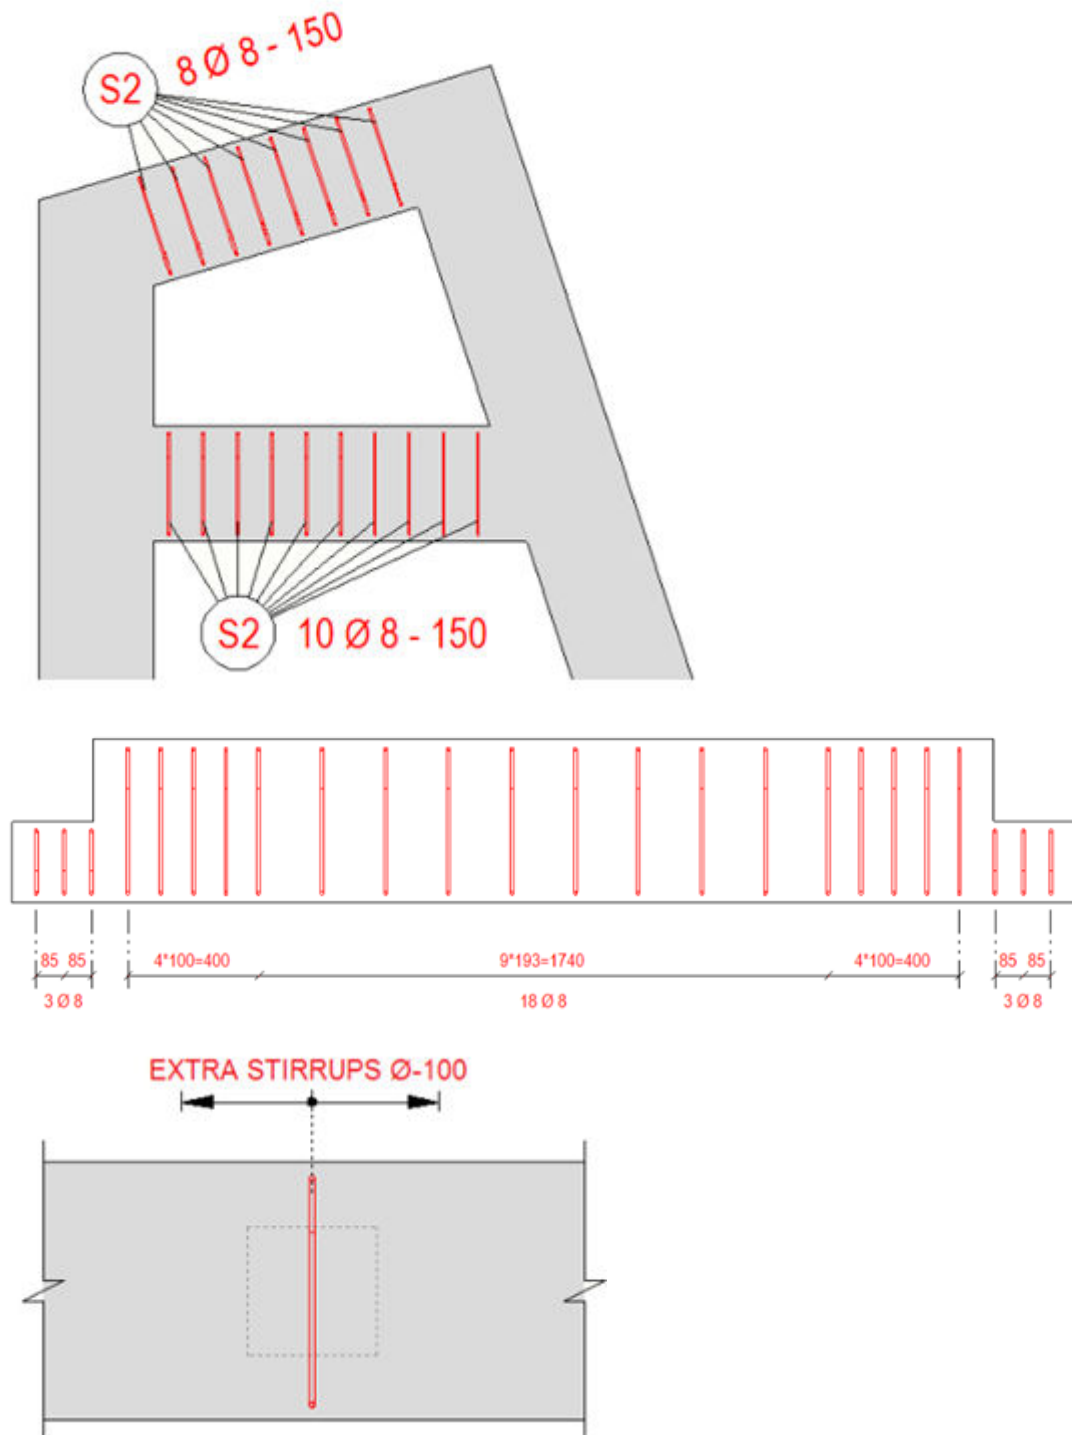 8 Ø 8 - 150
S2
S2
10 Ø 8 - 150
85 85 4*100=400 9*193=1740 4*100=400 85 85
3 Ø 8 18 Ø 8 3 Ø 8
EXTRA STIRRUPS Ø-100